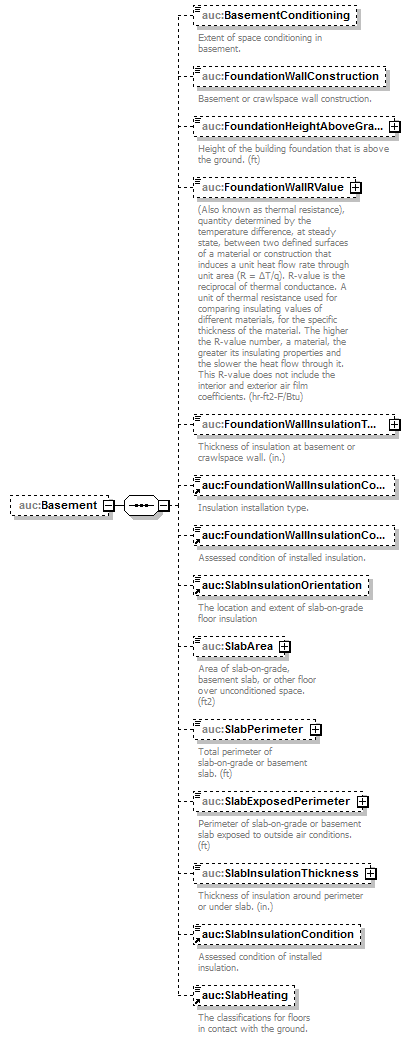 auc:BasementConditioning
Extent of space conditioning in
basement.
auc:FoundationWallConstruction
Basement or crawlspace wall construction.
auc:FoundationHeightAboveGra...
Height of the building foundation that is above
the ground. (ft)
auc:FoundationWallRValue
(Also known as thermal resistance),
quantity determined by the
temperature difference, at steady
state, between two defined surfaces
of a material or construction that
induces a unit heat flow rate through
unit area (R = ΔT/q). R-value is the
reciprocal of thermal conductance. A
unit of thermal resistance used for
comparing insulating values of
different materials, for the specific
thickness of the material. The higher
the R-value number, a material, the
greater its insulating properties and
the slower the heat flow through it.
This R-value does not include the
interior and exterior air film
coefficients. (hr-ft2-F/Btu)
auc:FoundationWallInsulationT...
Thickness of insulation at basement or
crawlspace wall. (in.)
auc:FoundationWallInsulationCo...
Insulation installation type.
auc:Basement
auc:FoundationWallInsulationCo...
Assessed condition of installed insulation.
auc:SlabInsulationOrientation
The location and extent of slab-on-grade
floor insulation
auc:SlabArea
Area of slab-on-grade,
basement slab, or other floor
over unconditioned space.
(ft2)
auc:SlabPerimeter
Total perimeter of
slab-on-grade or basement
slab. (ft)
auc:SlabExposedPerimeter
Perimeter of slab-on-grade or basement
slab exposed to outside air conditions.
(ft)
auc:SlabInsulationThickness
Thickness of insulation around perimeter
or under slab. (in.)
auc:SlabInsulationCondition
Assessed condition of installed
insulation.
auc:SlabHeating
The classifications for floors
in contact with the ground.